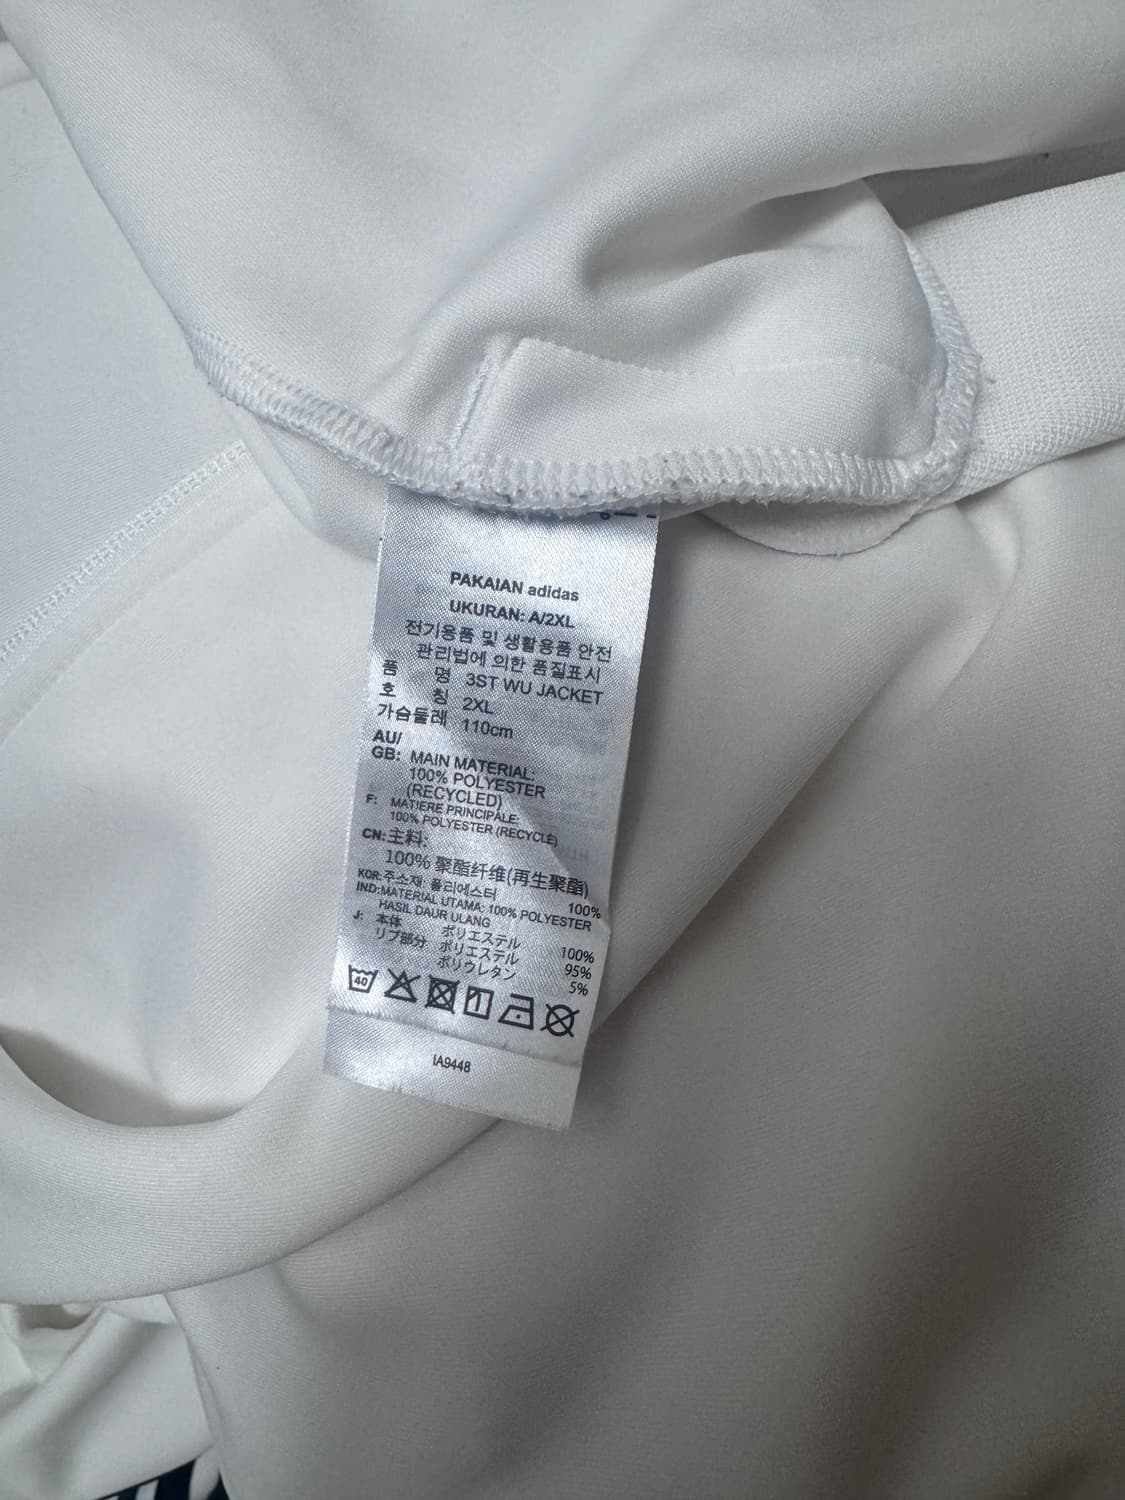 PAKAIAN adidas
UKURAN: A/2XL
전기용품 및 생활용품 안전
관리법에 의한 품질표시
품 명 3ST WU JACKET
호 칭 2XL
가슴둘레 110cm
AU/
GB: MAIN MATERIAL:
100% POLYESTER
(RECYCLED)
F: MATIERE PRINCIPALE:
100% POLYESTER (RECYCLÉ)
CN: 主料:
100% 聚酯纤维(再生聚酯)
KOR: 주소재: 폴리에스터 100%
IND: MATERIAL UTAMA: 100% POLYESTER
HASIL DAUR ULANG
J: 本体 ポリエステル 100%
リブ部分 ポリエステル 95%
ポリウレタン 5%
40
IA9448